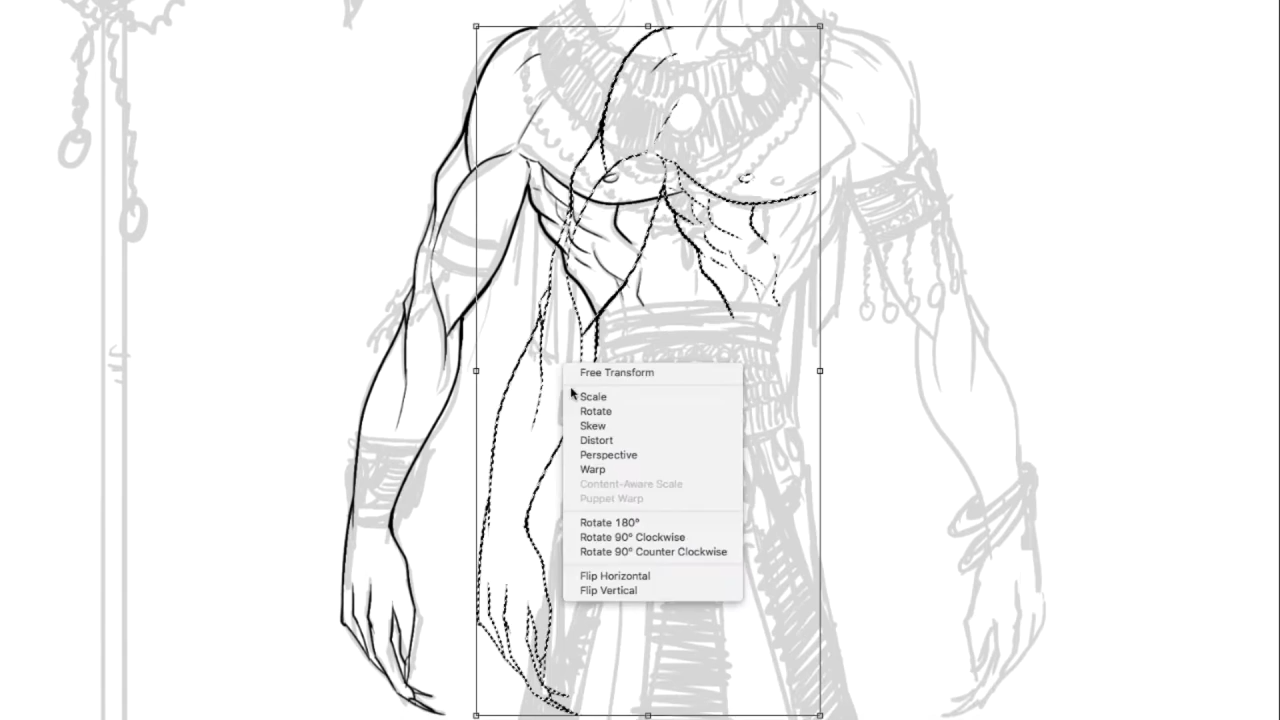 Free Transform
Scale
Rotate
Skew
Distort
Perspective
Warp
Content-Aware Scale
Puppet Warp
Rotate 180°
Rotate 90° Clockwise
Rotate 90° Counter Clockwise
Flip Horizontal
Flip Vertical